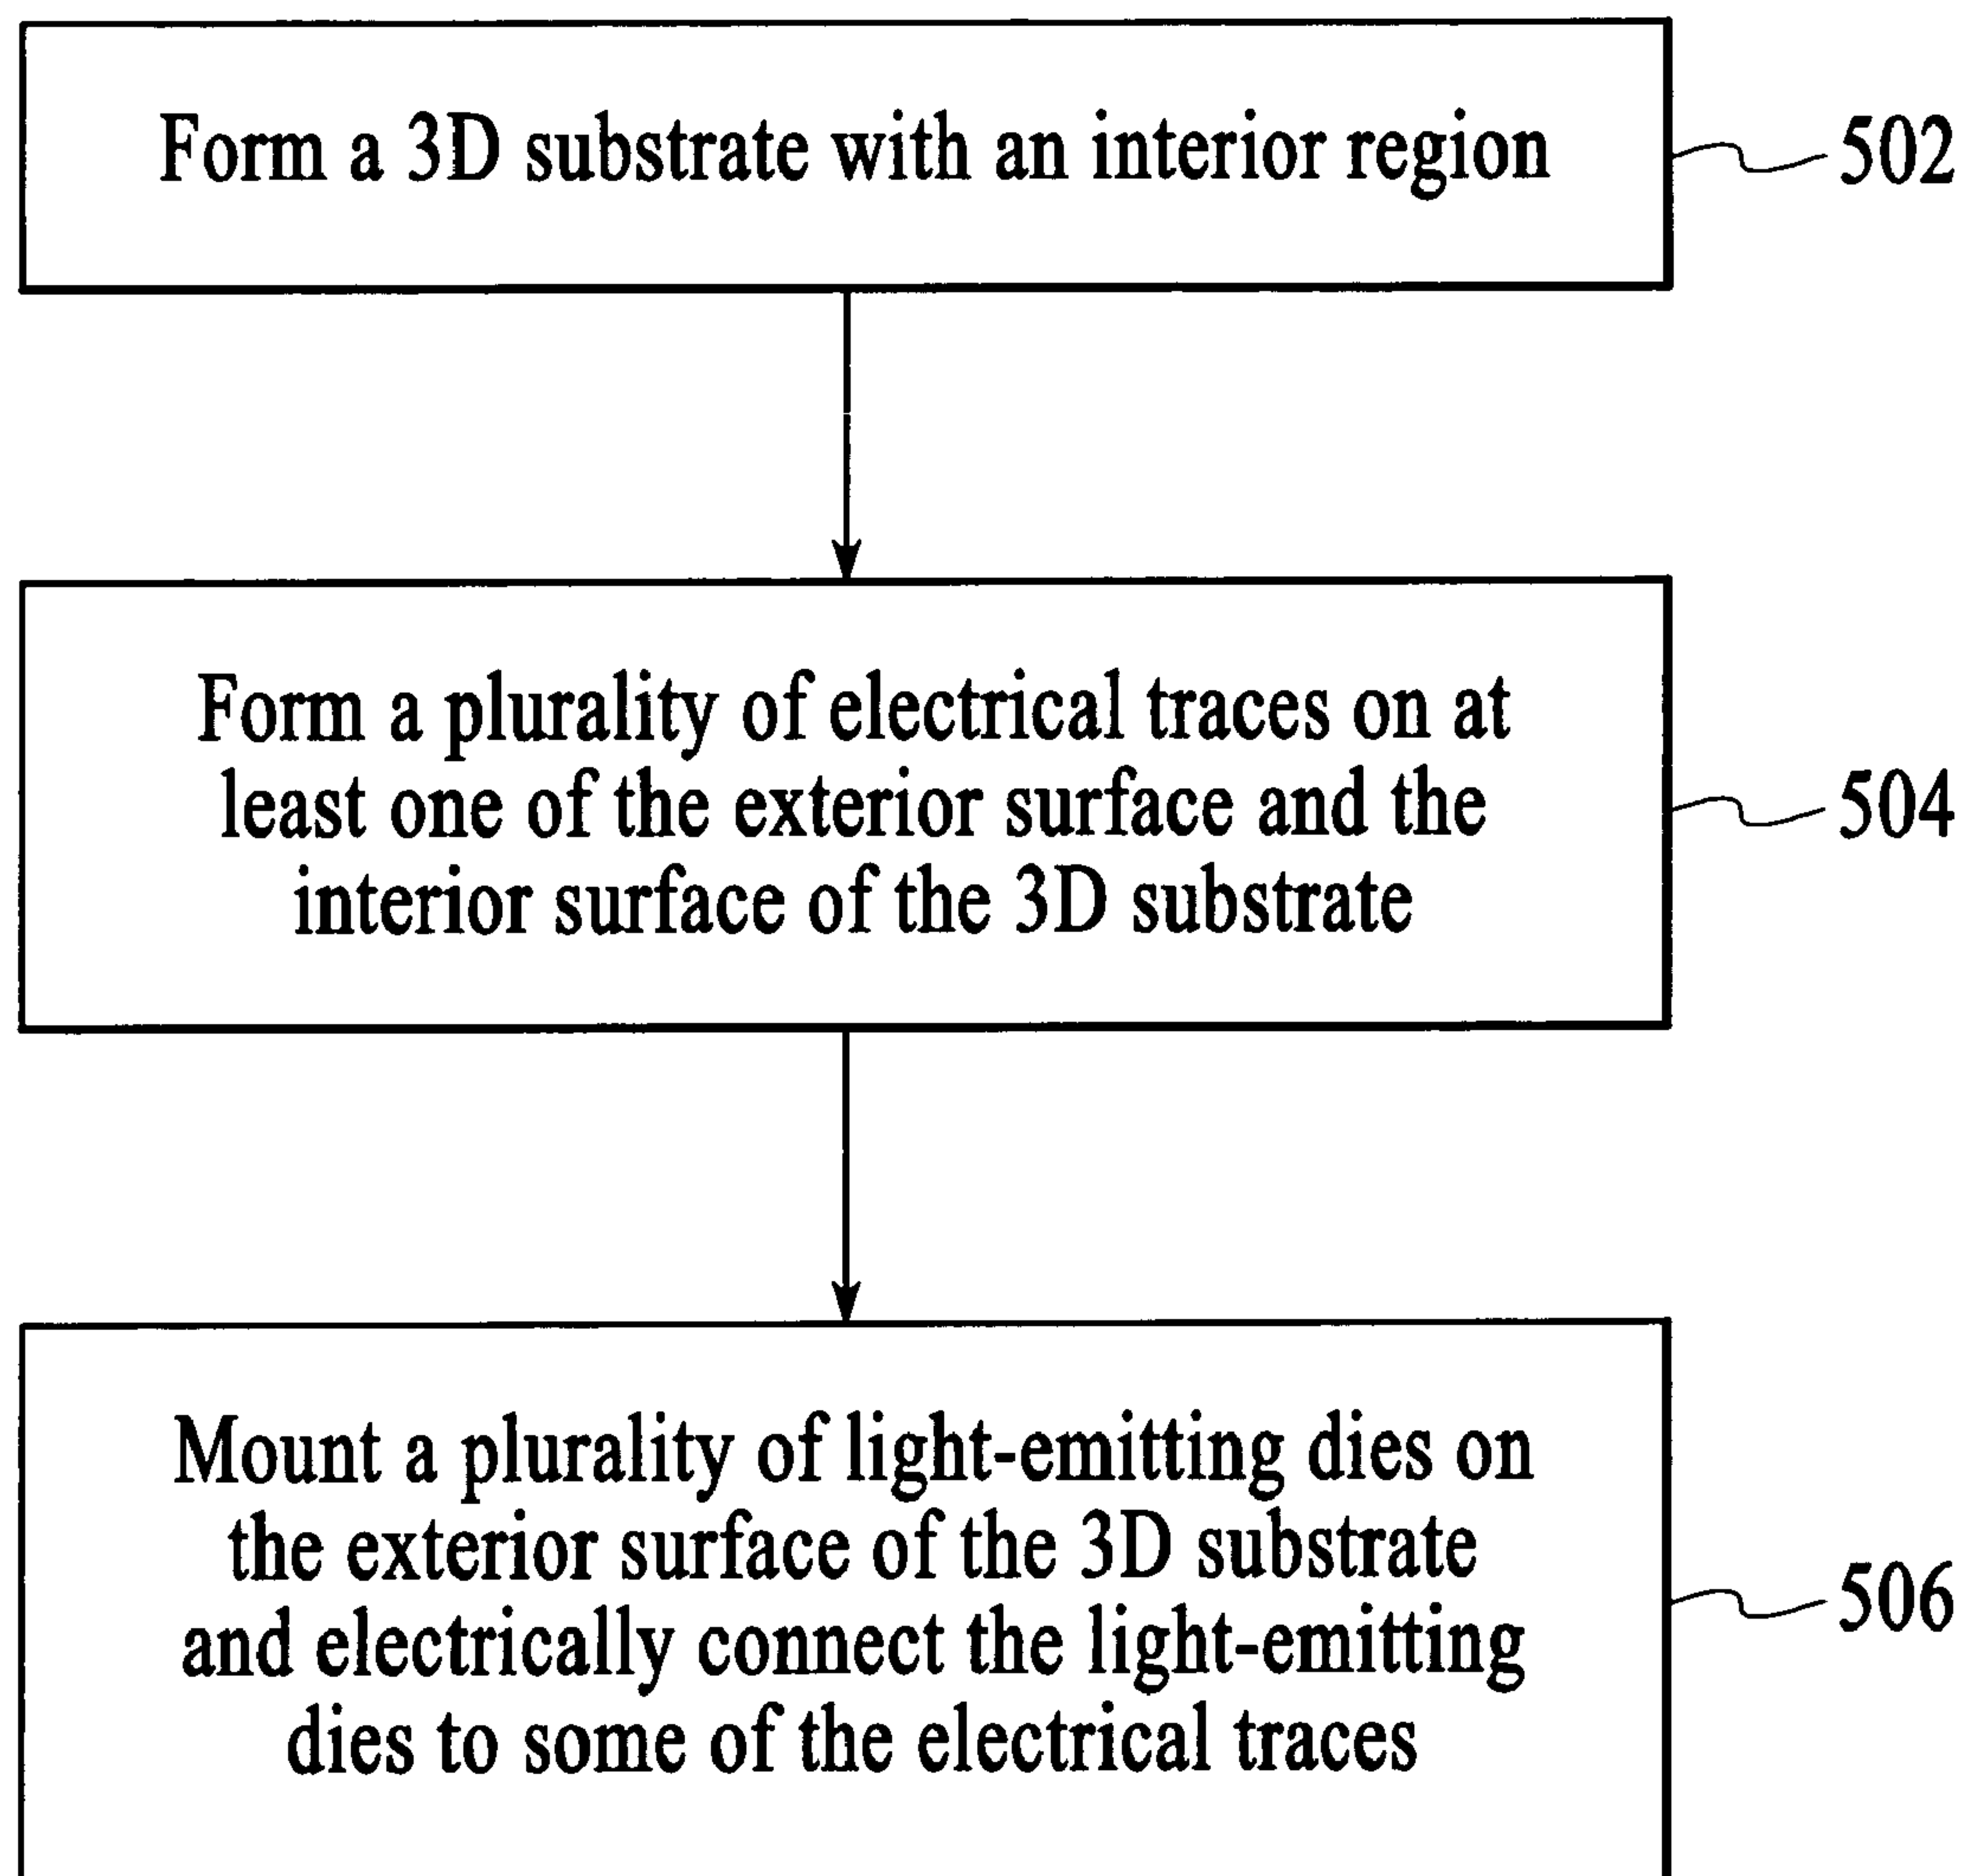 Form a 3D substrate with an interior region
502
Form a plurality of electrical traces on at
least one of the exterior surface and the
interior surface of the 3D substrate
504
Mount a plurality of light-emitting dies on
the exterior surface of the 3D substrate
and electrically connect the light-emitting
dies to some of the electrical traces
506